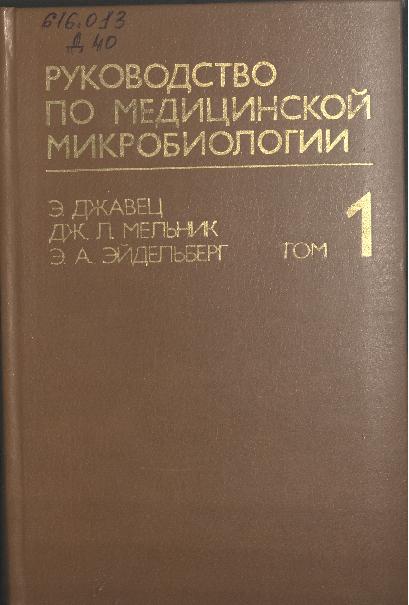 616.013
Д 40
РУКОВОДСТВО
ПО МЕДИЦИНСКОЙ
МИКРОБИОЛОГИИ
Э. ДЖАВЕЦ
ДЖ. Л. МЕЛЬНИК
Э. А. ЭЙДЕЛЬБЕРГ
ТОМ 1